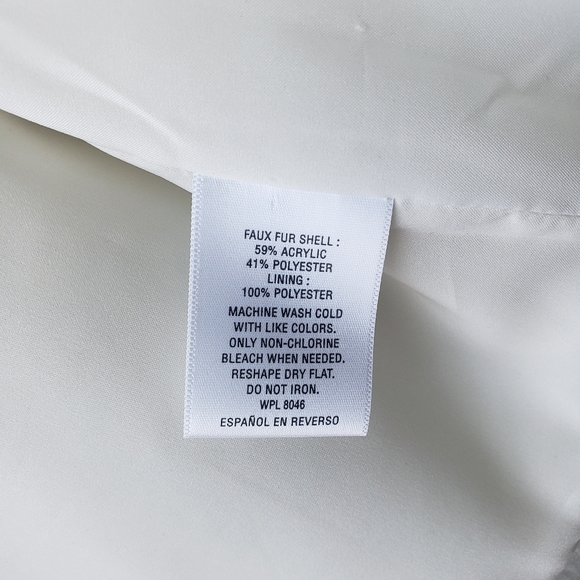 FAUX FUR SHELL :
59% ACRYLIC
41% POLYESTER
LINING :
100% POLYESTER
MACHINE WASH COLD
WITH LIKE COLORS.
ONLY NON-CHLORINE
BLEACH WHEN NEEDED.
RESHAPE DRY FLAT.
DO NOT IRON.
WPL 8046
ESPAÑOL EN REVERSO